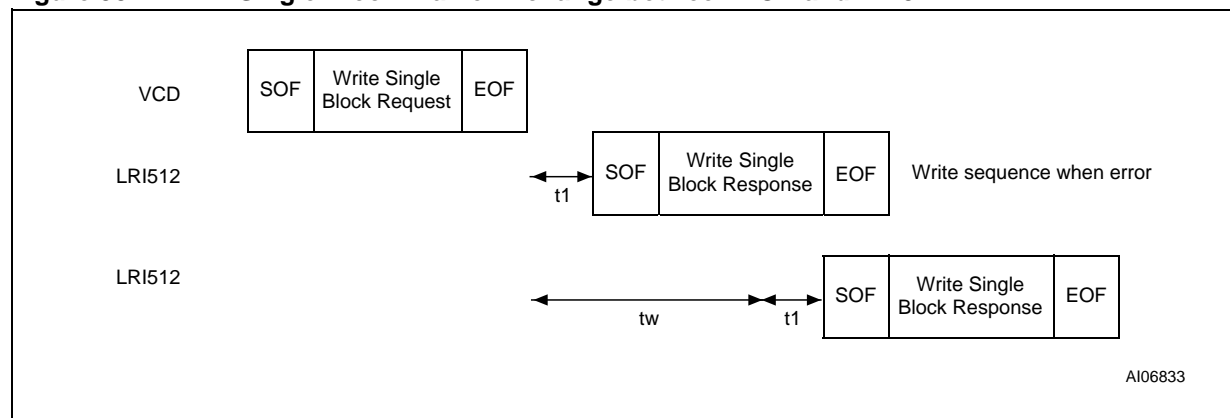 VCD
SOF
Write Single
Block Request
EOF
LRI512
t1
SOF
Write Single
Block Response
EOF
Write sequence when error
LRI512
tw
t1
SOF
Write Single
Block Response
EOF
AI06833